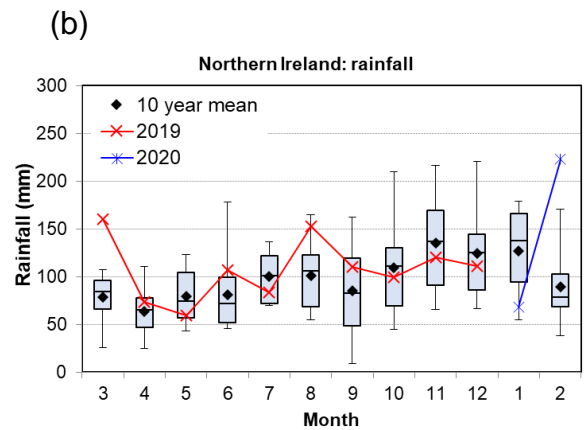 (b)
Northern Ireland: rainfall
300
250
200
150
100
50
0
Rainfall (mm)
10 year mean
2019
2020
3 4 5 6 7 8 9 10 11 12 1 2
Month